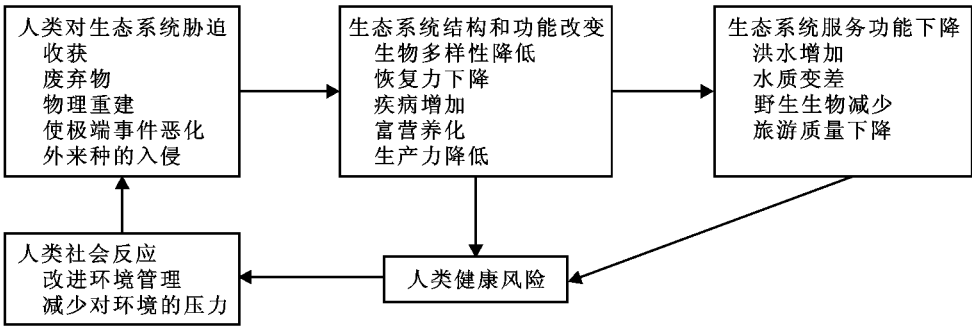 人类对生态系统胁迫
收获
废弃物
物理重建
使极端事件恶化
外来种的入侵
生态系统结构和功能改变
生物多样性降低
恢复力下降
疾病增加
富营养化
生产力降低
生态系统服务功能下降
洪水增加
水质变差
野生生物减少
旅游质量下降
人类社会反应
改进环境管理
减少对环境的压力
人类健康风险